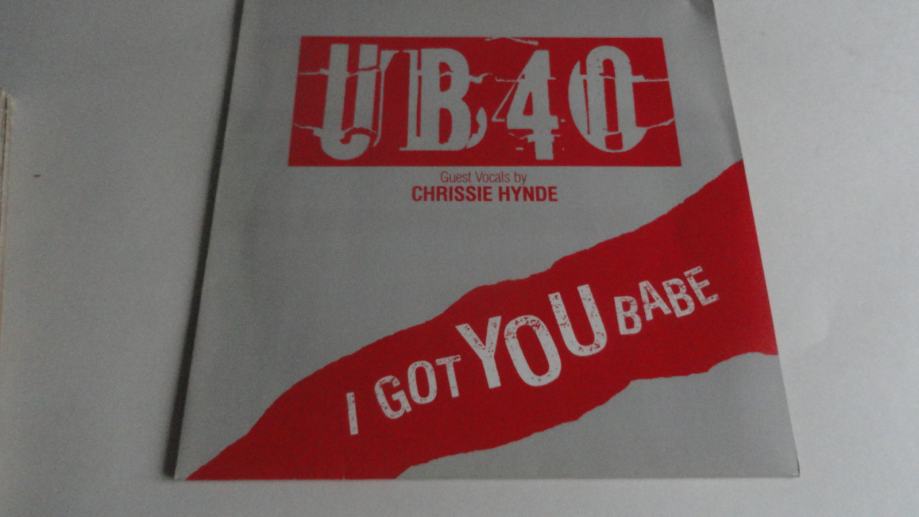 UB40
Guest Vocals by
CHRISSIE HYNDE
I GOT YOU BABE